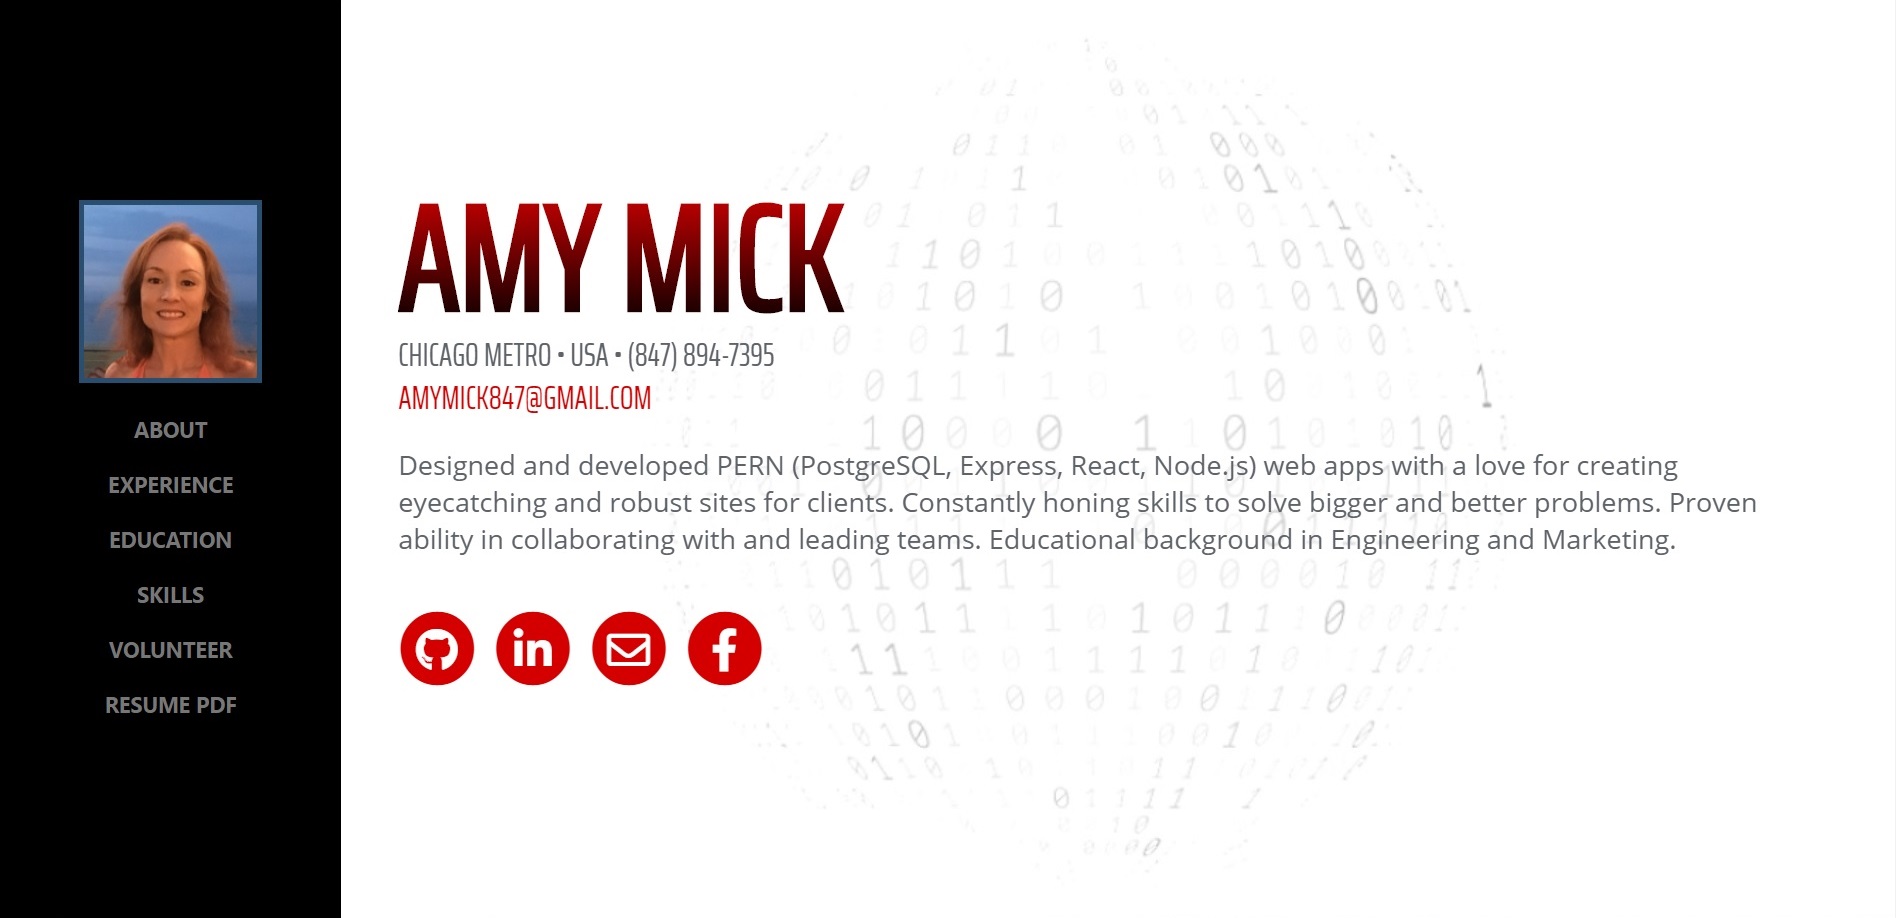 ABOUT
EXPERIENCE
EDUCATION
SKILLS
VOLUNTEER
RESUME PDF
AMY MICK
CHICAGO METRO • USA • (847) 894-7395
AMYMICK847@GMAIL.COM
Designed and developed PERN (PostgreSQL, Express, React, Node.js) web apps with a love for creating
eyecatching and robust sites for clients. Constantly honing skills to solve bigger and better problems. Proven
ability in collaborating with and leading teams. Educational background in Engineering and Marketing.
in
f